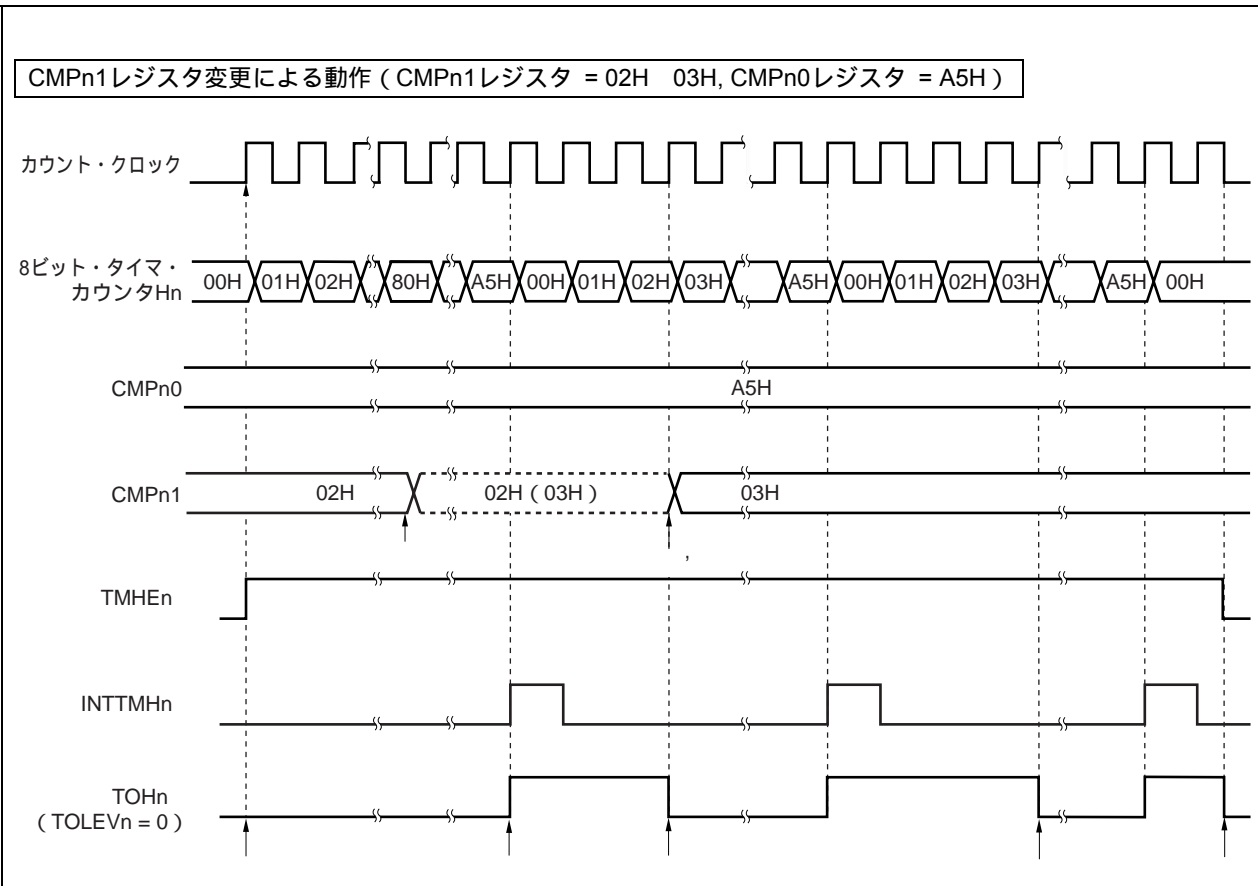 CMPn1レジスタ変更による動作（CMPn1レジスタ = 02H　03H, CMPn0レジスタ = A5H）
カウント・クロック
8ビット・タイマ・
カウンタHn
00H 01H 02H 80H A5H 00H 01H 02H 03H A5H 00H 01H 02H 03H A5H 00H
CMPn0
A5H
CMPn1
02H
02H（03H）
03H
,
TMHEn
INTTMHn
TOHn
（TOLEVn = 0）